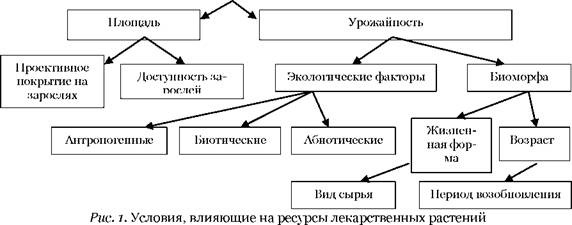 Площадь
Урожайность
Проективное
покрытие на
зарослях
Доступность за-
рослей
Экологические факторы
Биоморфа
Антропогенные
Биотические
Абиотические
Жизнен-
ная фор-
ма
Возраст
Вид сырья
Период возобновления
Рис. 1. Условия, влияющие на ресурсы лекарственных растений